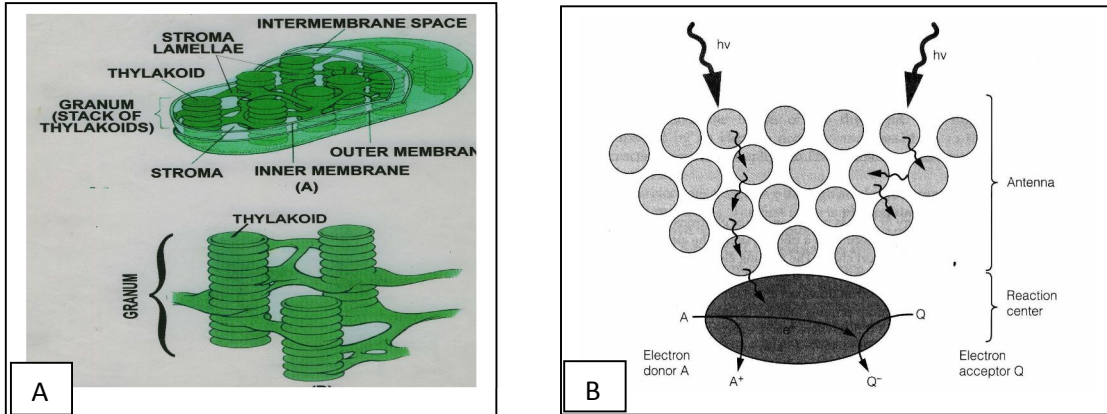 INTERMEMBRANE SPACE
STROMA
LAMELLAE
THYLAKOID
GRANUM
(STACK OF
THYLAKOIDS)
OUTER MEMBRAN
STROMA
INNER MEMBRANE
(A)
THYLAKOID
GRANUM
A
hν
hν
Antenna
Reaction
center
A
e
Q
Electron
donor A
A+
Q−
Electron
acceptor Q
B